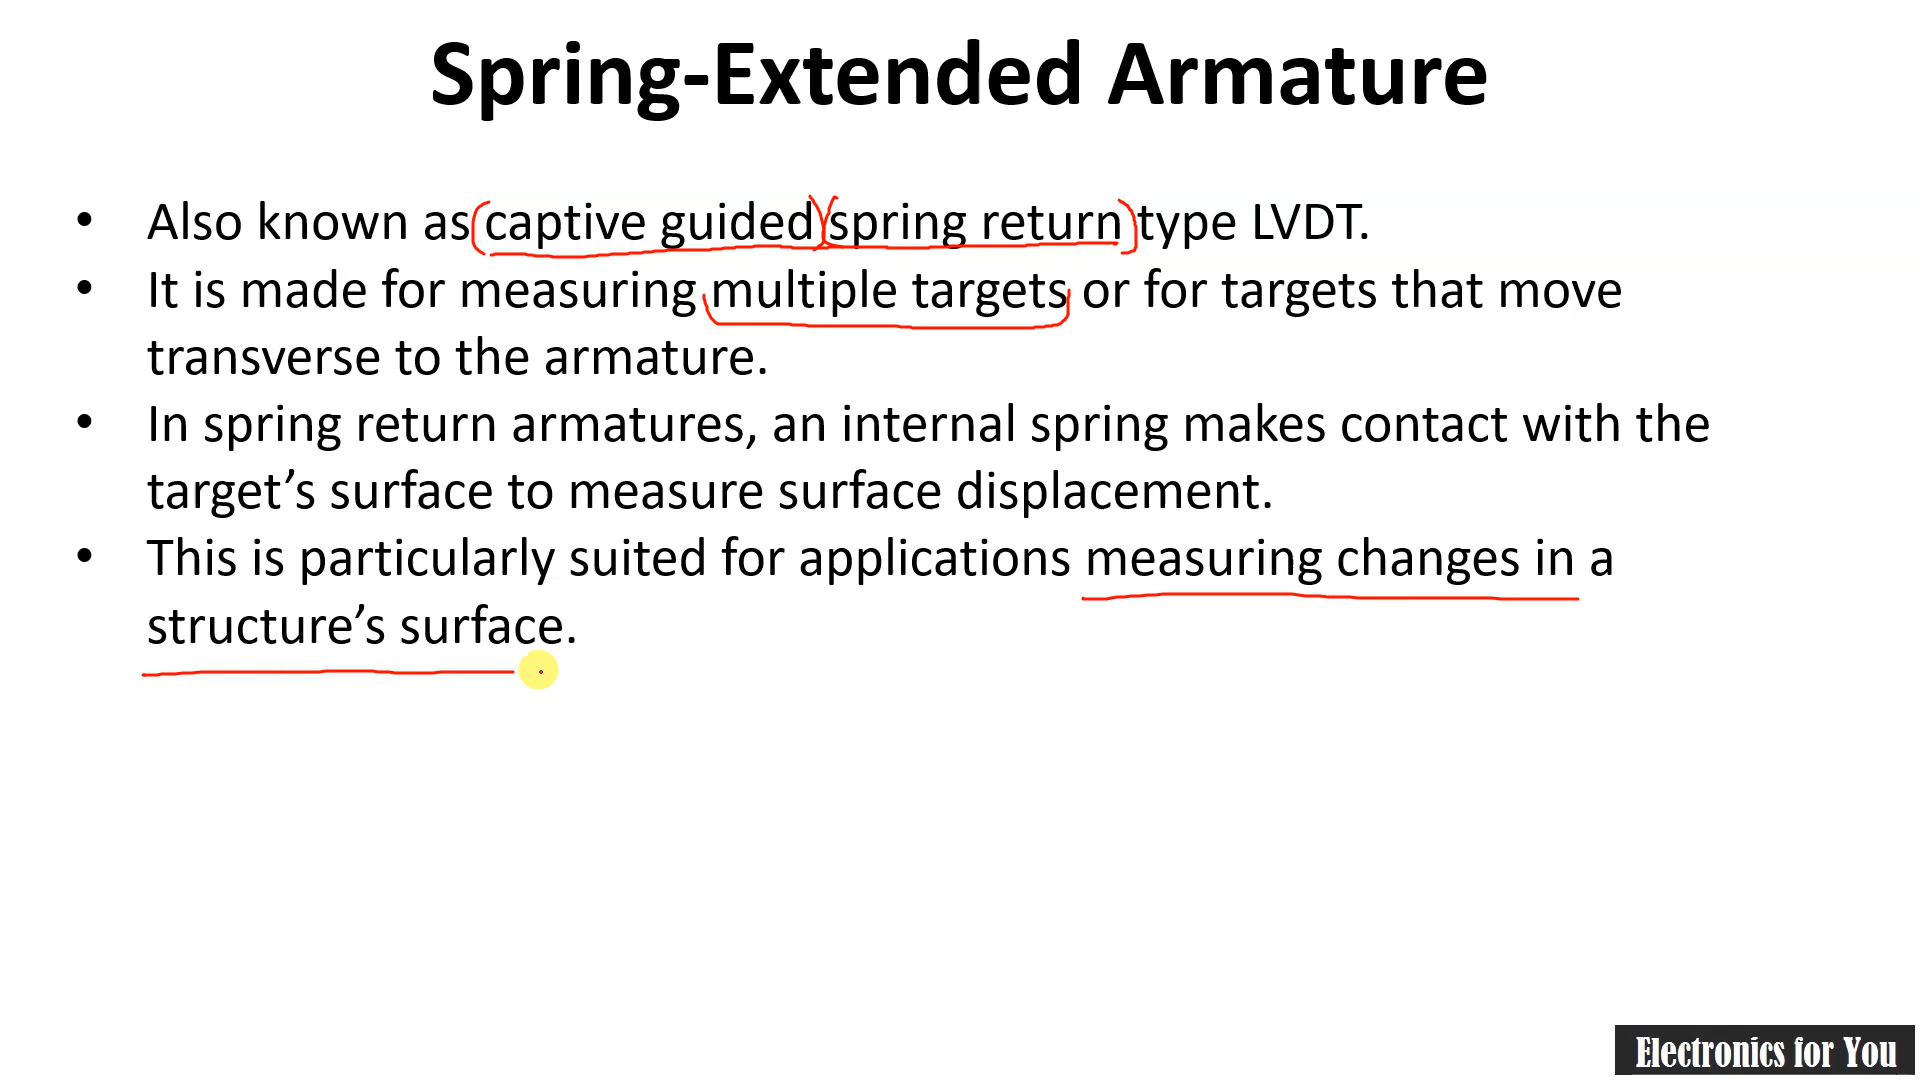 Spring-Extended Armature
• Also known as captive guided spring return type LVDT.
• It is made for measuring multiple targets or for targets that move
transverse to the armature.
• In spring return armatures, an internal spring makes contact with the
target’s surface to measure surface displacement.
• This is particularly suited for applications measuring changes in a
structure’s surface.
Electronics for You